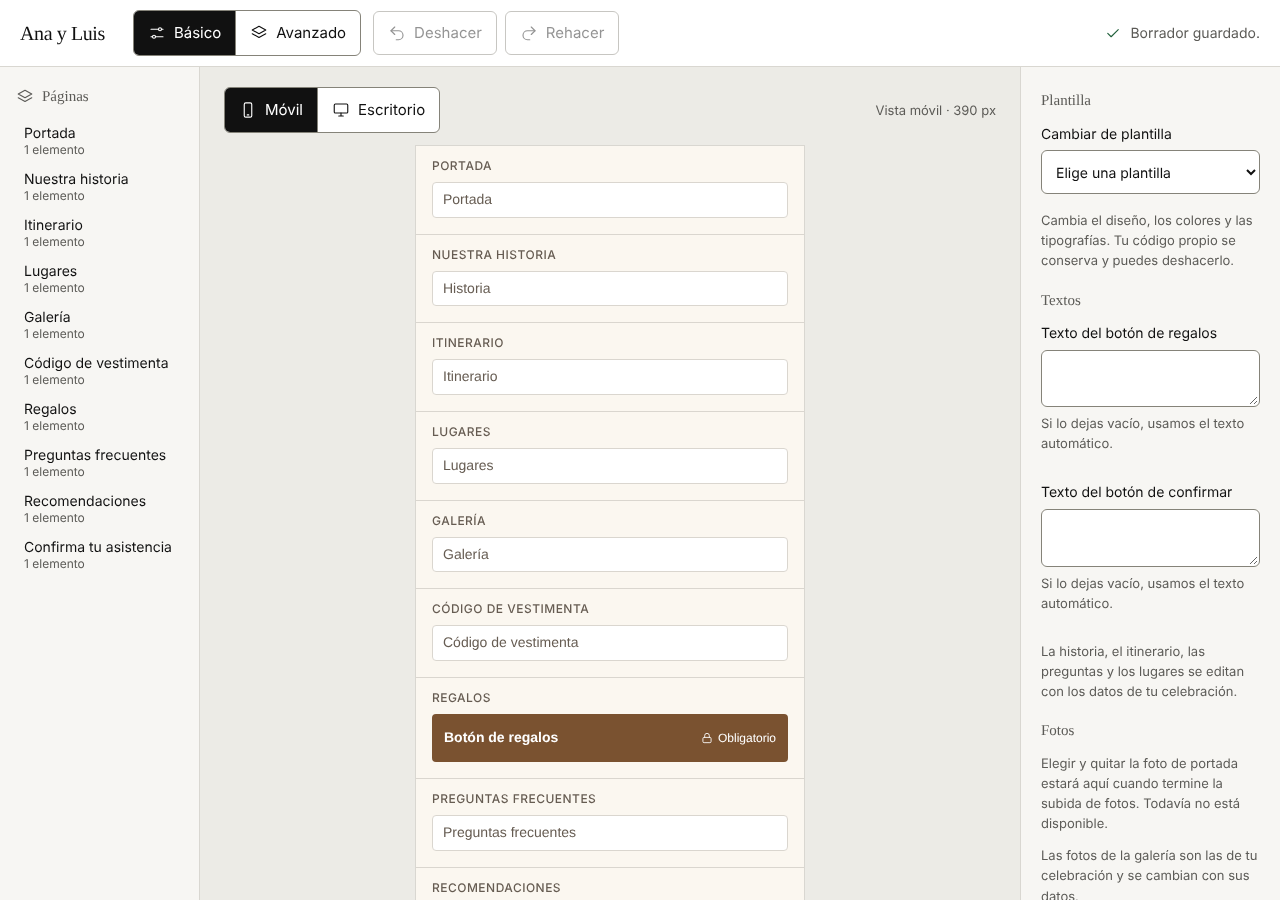 Ana y Luis
Básico
Avanzado
Deshacer
Rehacer
Borrador guardado.
Páginas
Portada
1 elemento
Nuestra historia
1 elemento
Itinerario
1 elemento
Lugares
1 elemento
Galería
1 elemento
Código de vestimenta
1 elemento
Regalos
1 elemento
Preguntas frecuentes
1 elemento
Recomendaciones
1 elemento
Confirma tu asistencia
1 elemento
Móvil
Escritorio
Vista móvil · 390 px
PORTADA
Portada
NUESTRA HISTORIA
Historia
ITINERARIO
Itinerario
LUGARES
Lugares
GALERÍA
Galería
CÓDIGO DE VESTIMENTA
Código de vestimenta
REGALOS
Botón de regalos
Obligatorio
PREGUNTAS FRECUENTES
Preguntas frecuentes
RECOMENDACIONES
Plantilla
Cambiar de plantilla
Elige una plantilla
Cambia el diseño, los colores y las
tipografías. Tu código propio se
conserva y puedes deshacerlo.
Textos
Texto del botón de regalos
Si lo dejas vacío, usamos el texto
automático.
Texto del botón de confirmar
Si lo dejas vacío, usamos el texto
automático.
La historia, el itinerario, las
preguntas y los lugares se editan
con los datos de tu celebración.
Fotos
Elegir y quitar la foto de portada
estará aquí cuando termine la
subida de fotos. Todavía no está
disponible.
Las fotos de la galería son las de tu
celebración y se cambian con sus
datos.